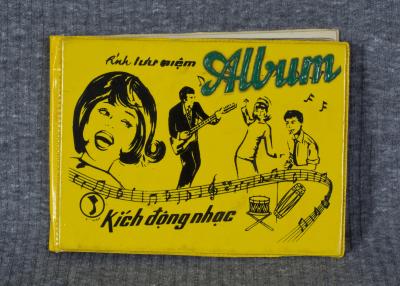 Ảnh lưu niệm
Album
Kích động nhạc